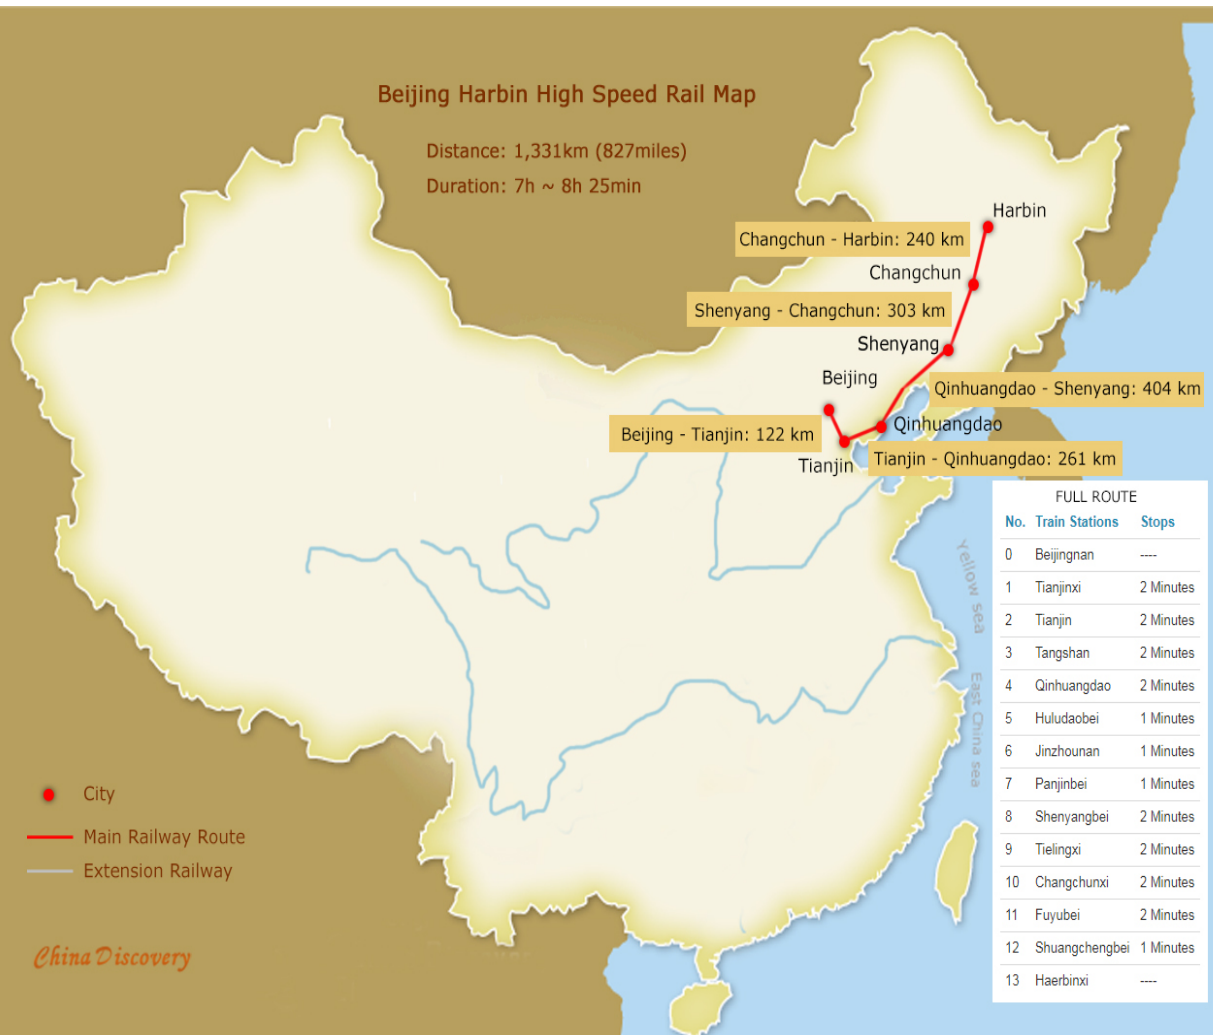 Beijing Harbin High Speed Rail Map
Distance: 1,331km (827miles)
Duration: 7h ~ 8h 25min
Harbin
Changchun - Harbin: 240 km
Changchun
Shenyang - Changchun: 303 km
Shenyang
Beijing
Qinhuangdao - Shenyang: 404 km
Qinhuangdao
Beijing - Tianjin: 122 km
Tianjin
Tianjin - Qinhuangdao: 261 km
Yellow sea
East China sea
FULL ROUTE
No. Train Stations Stops
0 Beijingnan ----
1 Tianjinxi 2 Minutes
2 Tianjin 2 Minutes
3 Tangshan 2 Minutes
4 Qinhuangdao 2 Minutes
5 Huludaobei 1 Minutes
6 Jinzhounan 1 Minutes
7 Panjinbei 1 Minutes
8 Shenyangbei 2 Minutes
9 Tielingxi 2 Minutes
10 Changchunxi 2 Minutes
11 Fuyubei 2 Minutes
12 Shuangchengbei 1 Minutes
13 Haerbinxi ----
City
Main Railway Route
Extension Railway
China Discovery